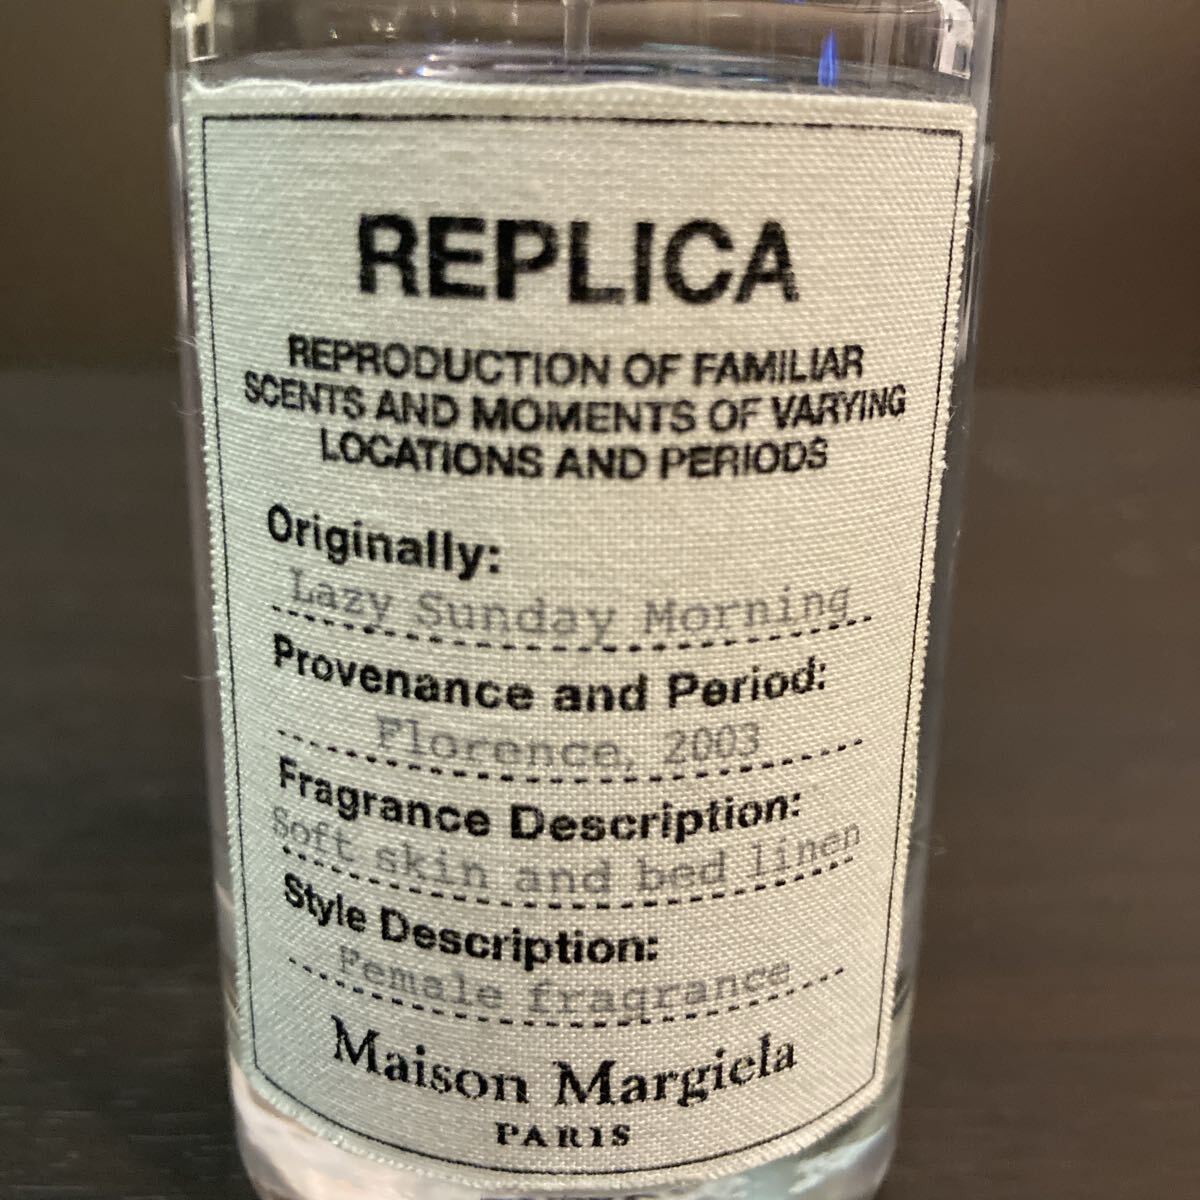 REPLICA
REPRODUCTION OF FAMILIAR
SCENTS AND MOMENTS OF VARYING
LOCATIONS AND PERIODS
Originally:
Lazy Sunday Morning
Provenance and Period:
Florence, 2003
Fragrance Description:
Soft skin and bed linen
Style Description:
Female fragrance
Maison Margiela
PARIS